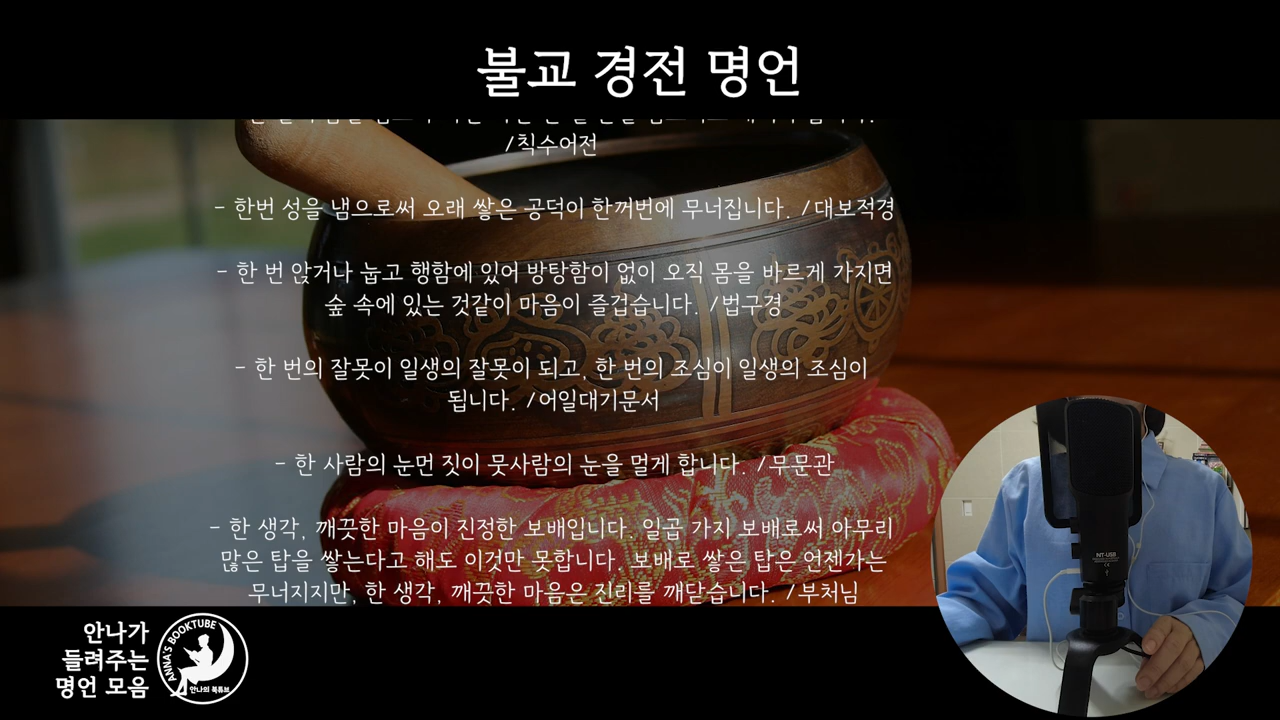 불교 경전 명언
/칙수어전
- 한번 성을 냄으로써 오래 쌓은 공덕이 한꺼번에 무너집니다. /대보적경
- 한 번 앉거나 눕고 행함에 있어 방탕함이 없이 오직 몸을 바르게 가지면
숲 속에 있는 것같이 마음이 즐겁습니다. /법구경
- 한 번의 잘못이 일생의 잘못이 되고, 한 번의 조심이 일생의 조심이
됩니다. /어일대기문서
- 한 사람의 눈먼 짓이 뭇사람의 눈을 멀게 합니다. /무문관
- 한 생각, 깨끗한 마음이 진정한 보배입니다. 일곱 가지 보배로써 아무리
많은 탑을 쌓는다고 해도 이것만 못합니다. 보배로 쌓은 탑은 언젠가는
무너지지만, 한 생각, 깨끗한 마음은 진리를 깨닫습니다. /부처님
안나가
들려주는
명언 모음
ANNA'S BOOKTUBE
안나의 북튜브
NT-USB